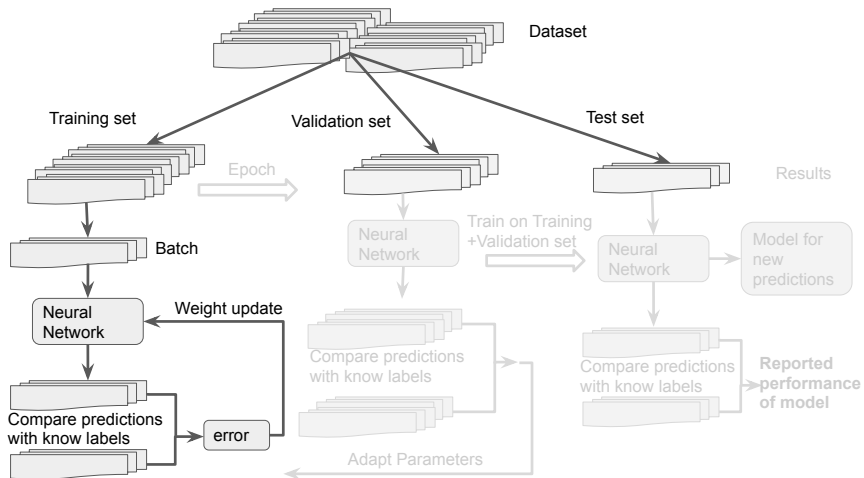 Dataset
Training set
Validation set
Test set
Epoch
Results
Batch
Neural
Network
Train on Training
+Validation set
Neural
Network
Model for
new
predictions
Neural
Network
Weight update
Compare predictions
with know labels
error
Compare predictions
with know labels
Compare predictions
with know labels
Reported
performance
of model
Adapt Parameters